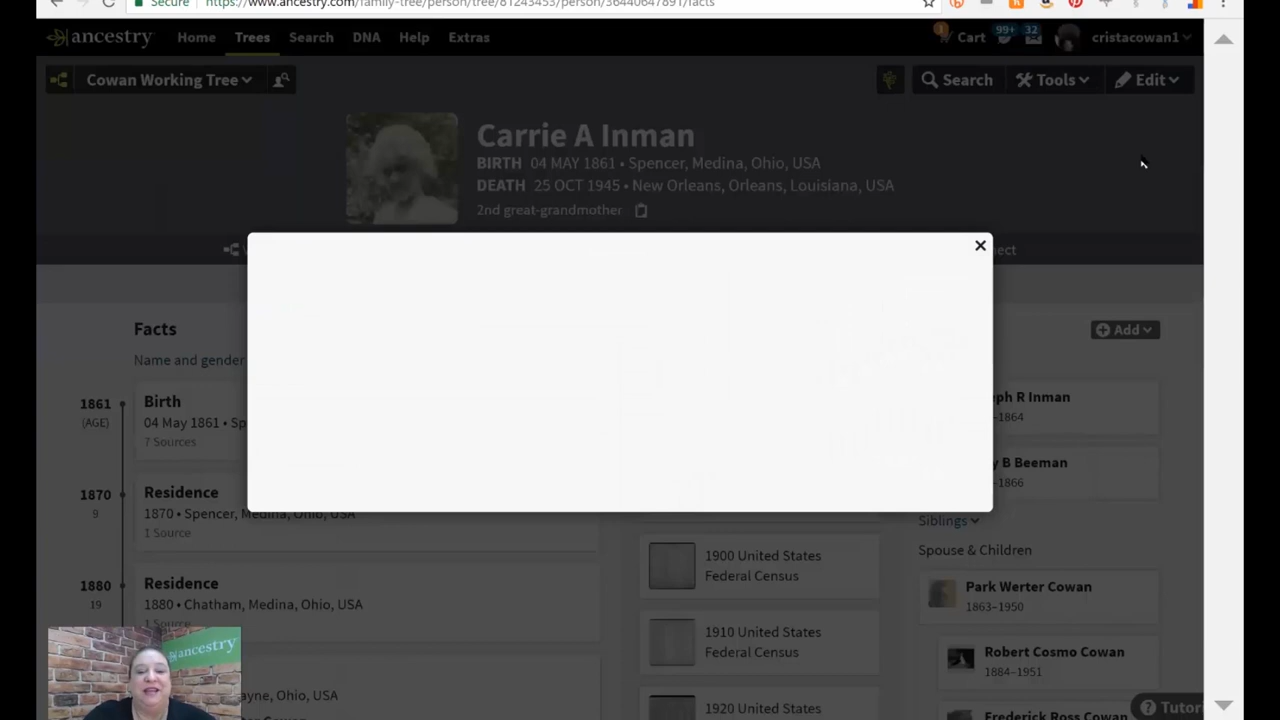 Secure https://www.ancestry.com/family-tree/person/tree/81243453/person/36440647891/facts
ancestry Home Trees Search DNA Help Extras 1 Cart 99+ 32 cristacowan1
Cowan Working Tree Search Tools Edit
Carrie A Inman
BIRTH 04 MAY 1861 • Spencer, Medina, Ohio, USA
DEATH 25 OCT 1945 • New Orleans, Orleans, Louisiana, USA
2nd great-grandmother
nect
Facts
Add
Name and gender
1861
(AGE)
Birth
04 May 1861 • Sp
7 Sources
1870
9
Residence
1870 • Spencer, Medina, Ohio, USA
1 Source
1880
19
Residence
1880 • Chatham, Medina, Ohio, USA
1 Source
ayne, Ohio, USA
1900 United States
Federal Census
1910 United States
Federal Census
1920 United States
eph R Inman
–1864
y B Beeman
–1866
Siblings
Spouse & Children
Park Werter Cowan
1863–1950
Robert Cosmo Cowan
1884–1951
Frederick Ross Cowan
Tutor
ancestry